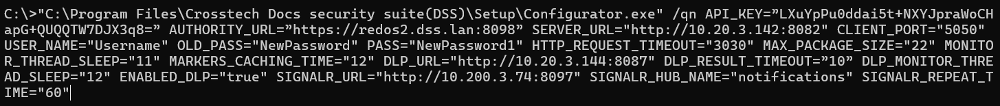 C:\>"C:\Program Files\Crosstech Docs security suite(DSS)\Setup\Configurator.exe" /qn API_KEY=”LXuYpPu0ddai5t+NXYJpraWoCH
apG+QUQQTW7DJX3q8=” AUTHORITY_URL=”https://redos2.dss.lan:8098” SERVER_URL="http://10.20.3.142:8082" CLIENT_PORT="5050"
USER_NAME="Username" OLD_PASS="NewPassword" PASS="NewPassword1" HTTP_REQUEST_TIMEOUT="3030" MAX_PACKAGE_SIZE="22" MONITO
R_THREAD_SLEEP="11" MARKERS_CACHING_TIME="12" DLP_URL="http://10.20.3.144:8087" DLP_RESULT_TIMEOUT=”10” DLP_MONITOR_THRE
AD_SLEEP="12" ENABLED_DLP="true" SIGNALR_URL="http://10.200.3.74:8097" SIGNALR_HUB_NAME="notifications" SIGNALR_REPEAT_T
IME="60"